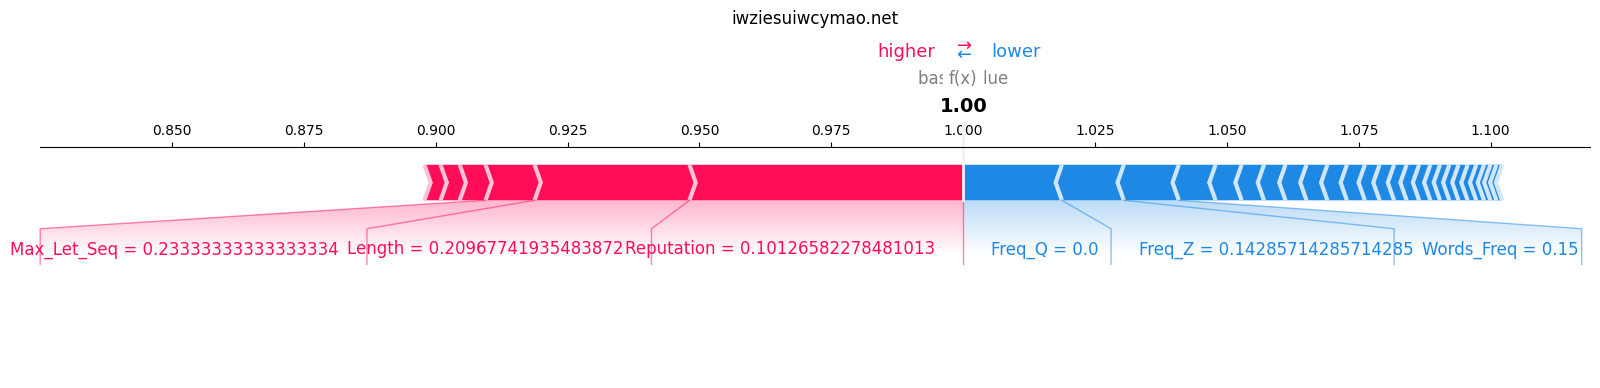 iwziesuiwcymao.net
higher → ← lower
f(x)
1.00
0.850 0.875 0.900 0.925 0.950 0.975 1.000 1.025 1.050 1.075 1.100
Max_Let_Seq = 0.23333333333333334 Length = 0.20967741935483872 Reputation = 0.10126582278481013 Freq_Q = 0.0 Freq_Z = 0.14285714285714285 Words_Freq = 0.15